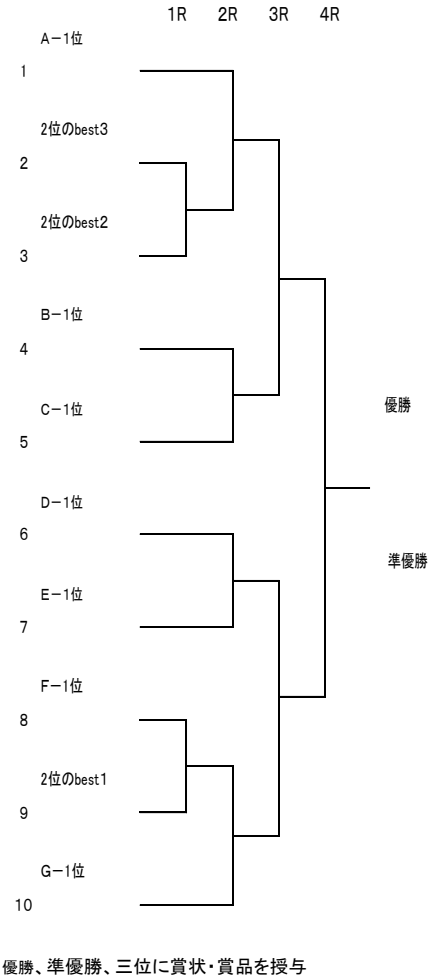 1R 2R 3R 4R
A－1位
1
2位のbest3
2
2位のbest2
3
B－1位
4
C－1位
5
優勝
D－1位
6
準優勝
E－1位
7
F－1位
8
2位のbest1
9
G－1位
10
優勝、準優勝、三位に賞状・賞品を授与